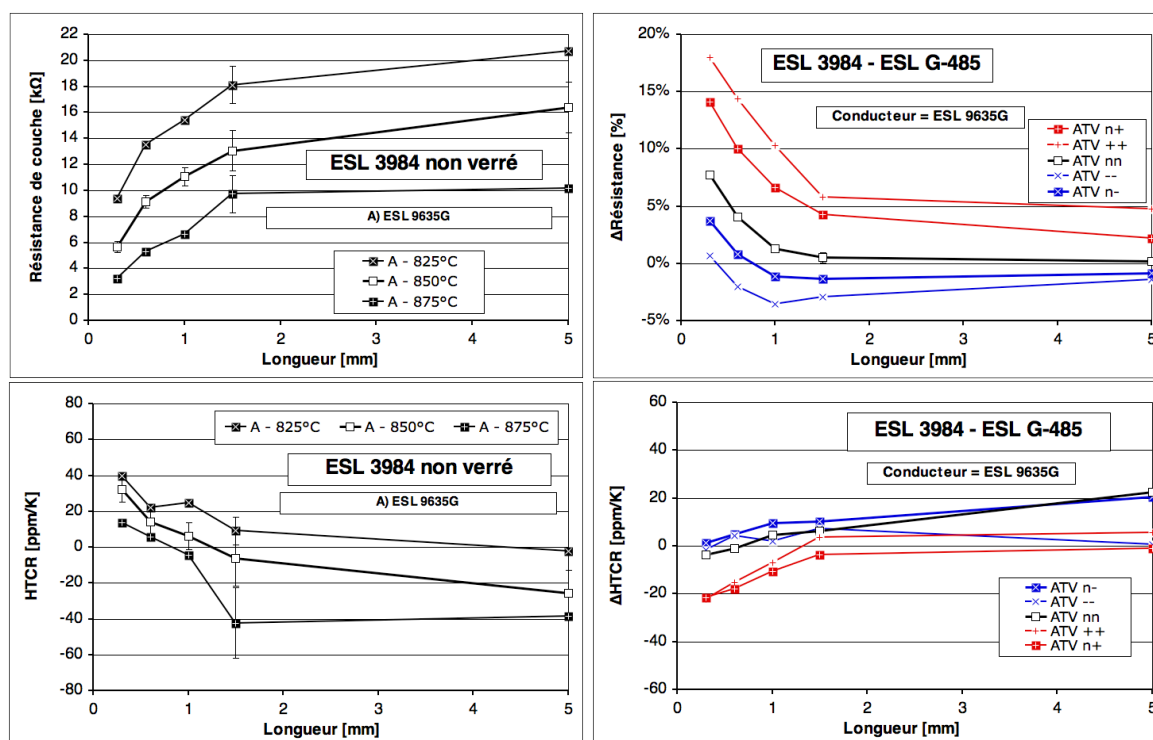 Résistance de couche [kΩ]
22
20
18
16
14
12
10
8
6
4
2
0
ESL 3984 non verré
A) ESL 9635G
A - 825°C
A - 850°C
A - 875°C
0 1 2 3 4 5
Longueur [mm]
ΔRésistance [%]
20%
15%
10%
5%
0%
-5%
ESL 3984 - ESL G-485
Conducteur = ESL 9635G
ATV n+
ATV ++
ATV nn
ATV --
ATV n-
0 1 2 3 4 5
Longueur [mm]
HTCR [ppm/K]
80
60
40
20
0
-20
-40
-60
-80
A - 825°C A - 850°C A - 875°C
ESL 3984 non verré
A) ESL 9635G
0 1 2 3 4 5
Longueur [mm]
ΔHTCR [ppm/K]
60
40
20
0
-20
-40
-60
ESL 3984 - ESL G-485
Conducteur = ESL 9635G
ATV n-
ATV --
ATV nn
ATV ++
ATV n+
0 1 2 3 4 5
Longueur [mm]